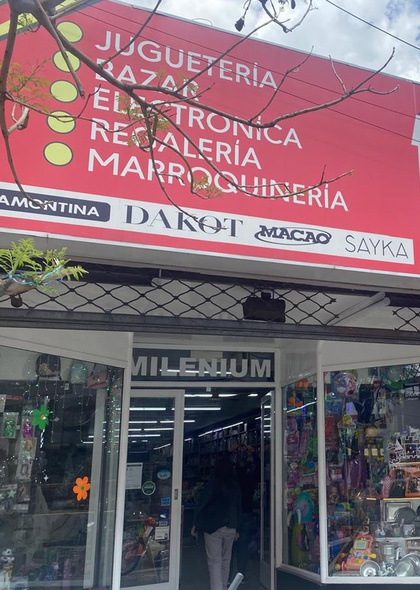 JUGUETERÍA
BAZAR
ELECTRÓNICA
REGALERÍA
MARROQUINERÍA
AMONTINA DAKOT MACAO SAYKA
MILENIUM